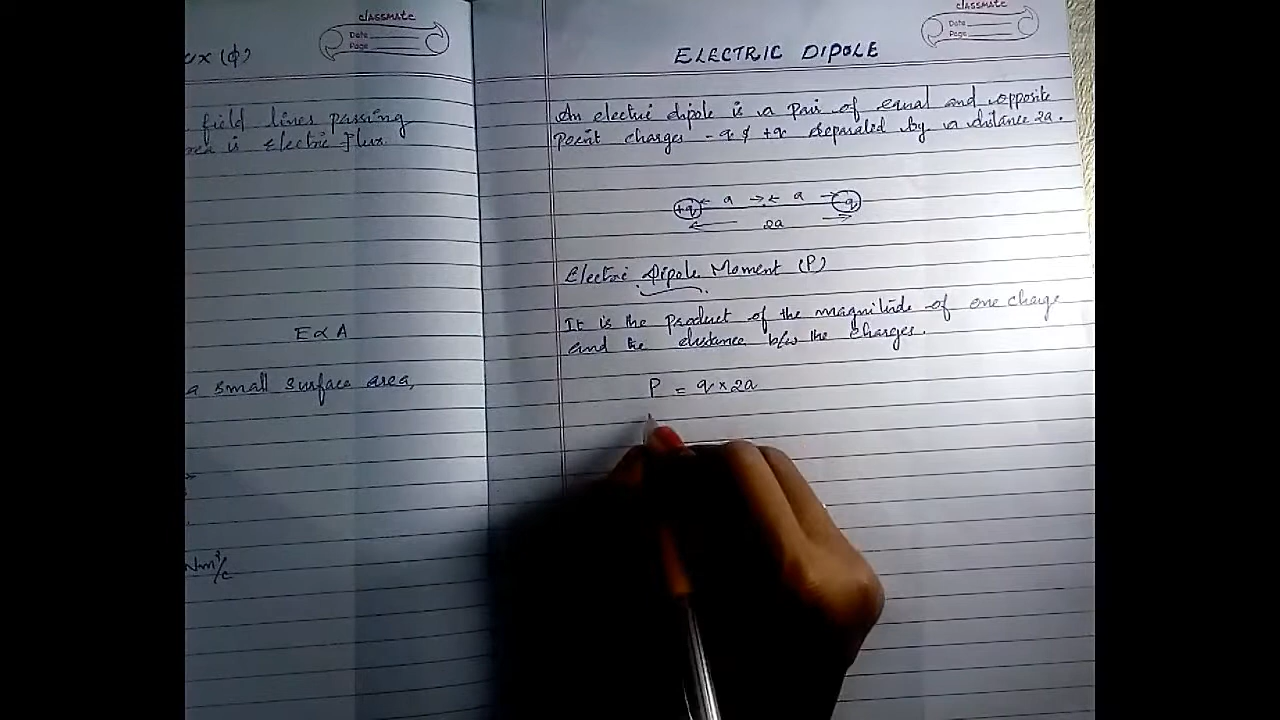 classmate
Date
Page
ux (ϕ)
field lines passing
rea is Electric flux
E∝A
a small surface area,
Nm²/c
classmate
Date
Page
ELECTRIC DIPOLE
An electric dipole is a pair of equal and opposite
point charges -q & +q separated by a distance 2a.
+q a a -q
2a
Electric Dipole Moment (P)
It is the product of the magnitude of one charge
and the distance b/w the charges.
P = q × 2a